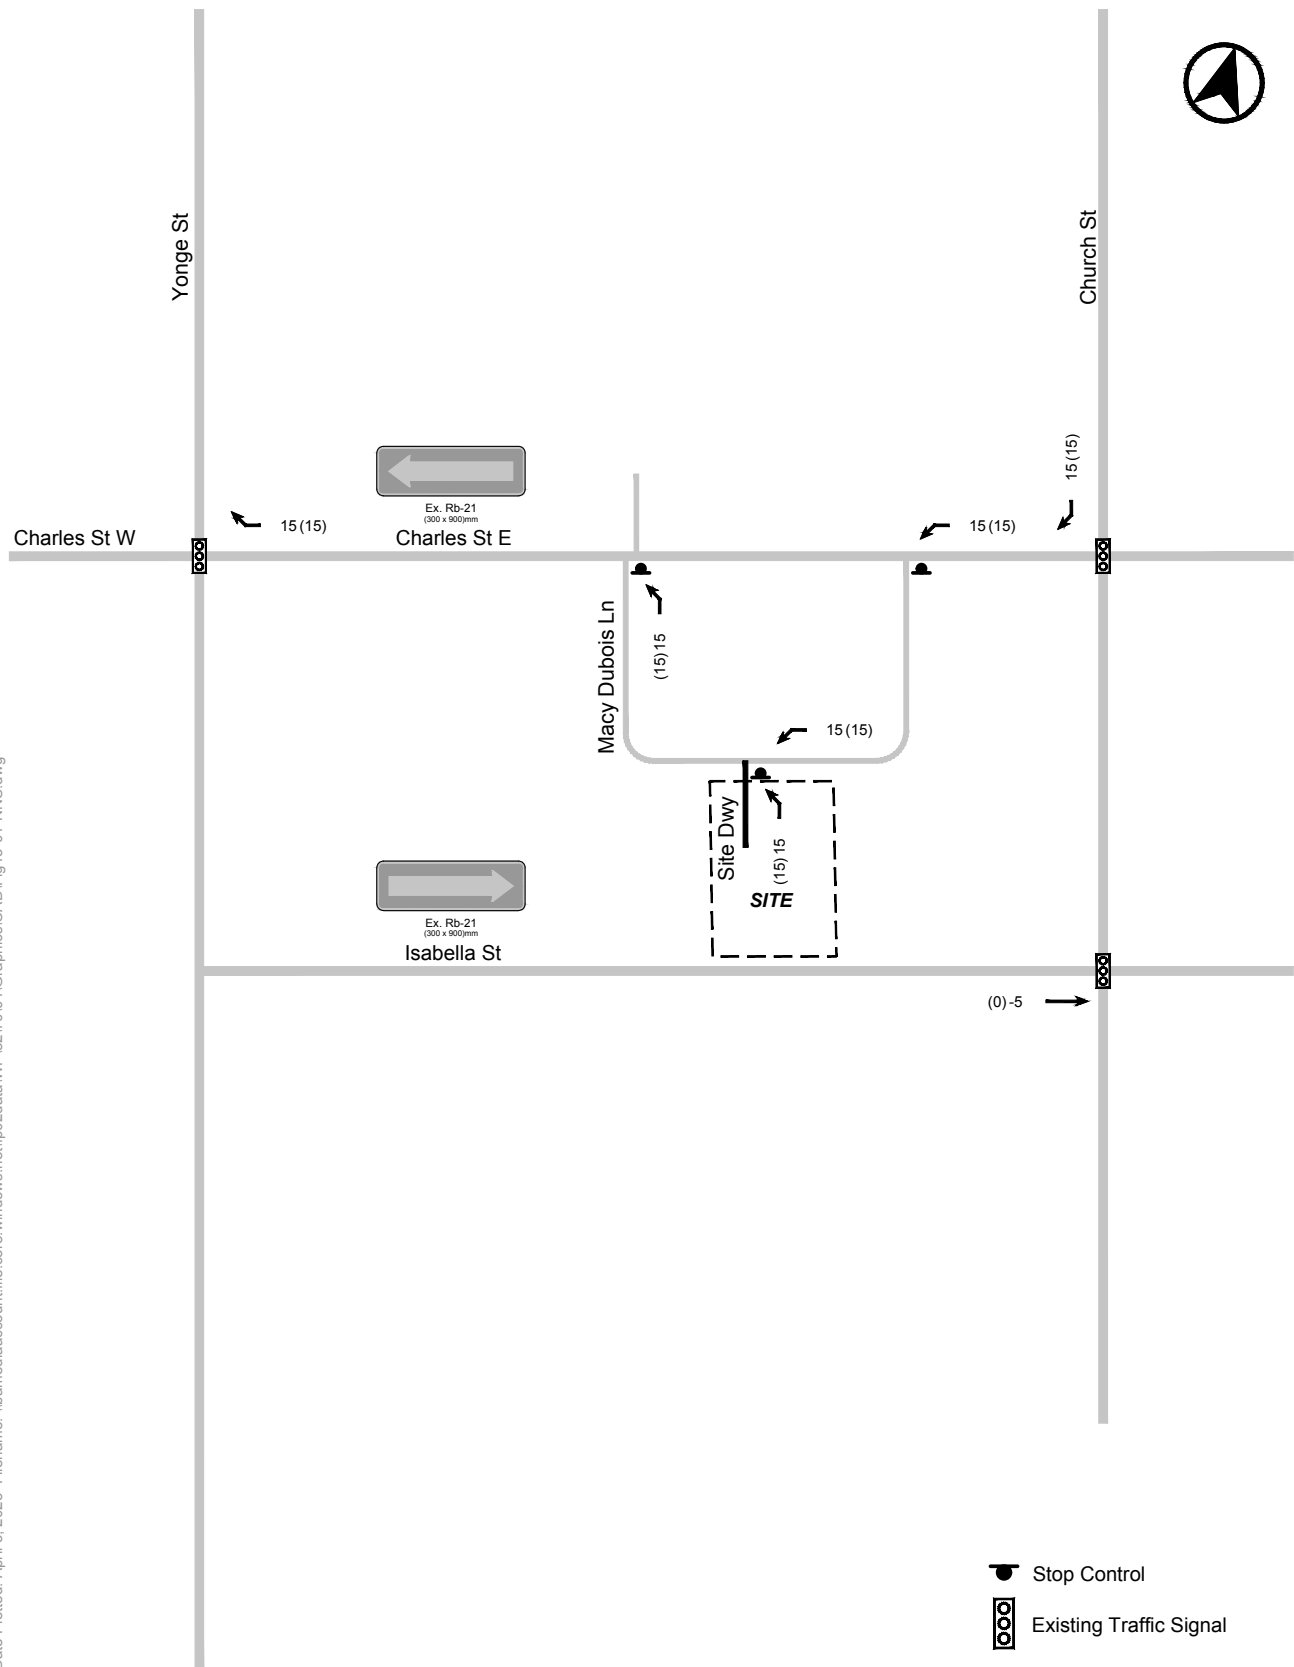 Yonge St
Church St
15 (15)
Ex. Rb-21
(300 x 900)mm
Charles St W
15 (15)
Charles St E
15 (15)
Macy Dubois Ln
(15) 15
15 (15)
Site Dwy
(15) 15
SITE
Ex. Rb-21
(300 x 900)mm
Isabella St
(0) -5
Stop Control
Existing Traffic Signal